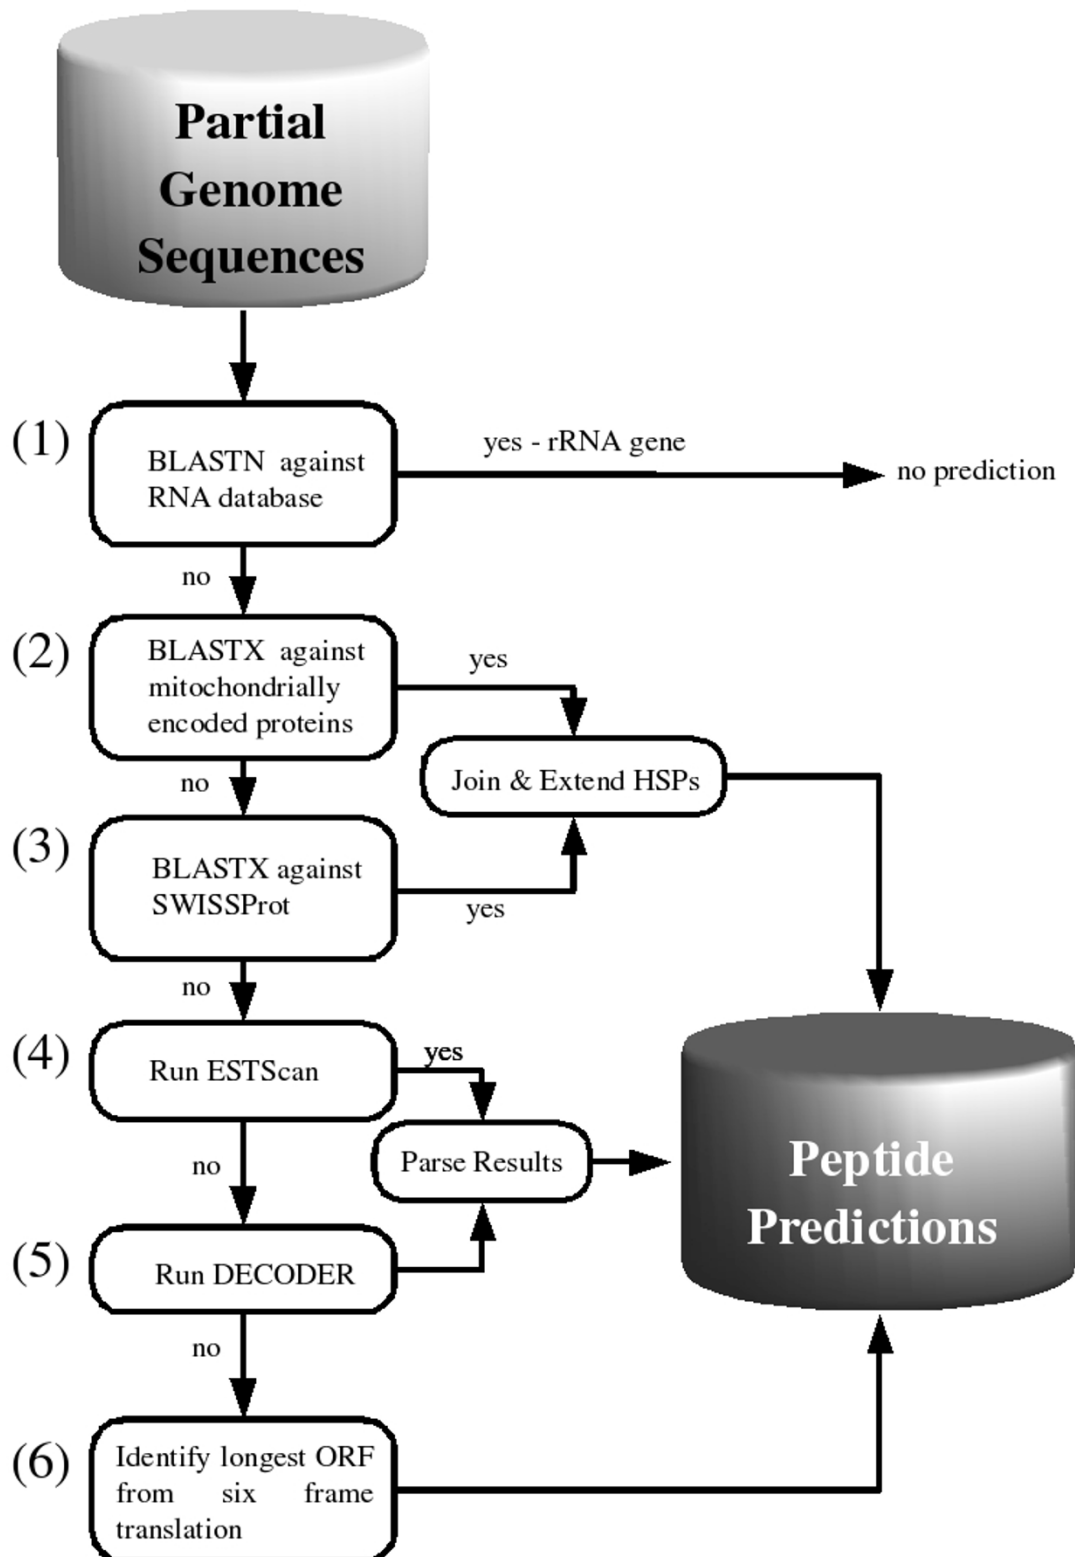 Partial
Genome
Sequences
(1)
BLASTN against
RNA database
yes - rRNA gene
no prediction
no
(2)
BLASTX against
mitochondrially
encoded proteins
yes
Join & Extend HSPs
no
(3)
BLASTX against
SWISSProt
yes
no
(4)
Run ESTScan
yes
Parse Results
Peptide
Predictions
no
(5)
Run DECODER
no
(6)
Identify longest ORF
from six frame
translation